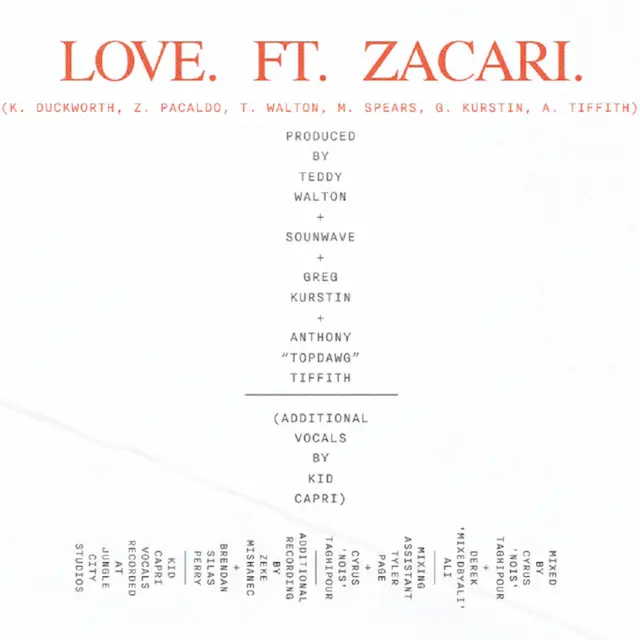 LOVE. FT. ZACARI.
(K. DUCKWORTH, Z. PACALDO, T. WALTON, M. SPEARS, G. KURSTIN, A. TIFFITH)
PRODUCED
BY
TEDDY
WALTON
+
SOUNWAVE
+
GREG
KURSTIN
+
ANTHONY
“TOPDAWG”
TIFFITH
(ADDITIONAL
VOCALS
BY
KID
CAPRI)
MIXED
BY
CYRUS
'NOIS'
TAGHIPOUR
+
DEREK
'MIXEDBYALI'
ALI
MIXING
ASSISTANT
TYLER
PAGE
+
CYRUS
'NOIS'
TAGHIPOUR
ADDITIONAL
RECORDING
BY
ZEKE
MISHANEC
+
BRENDAN
SILAS
PERRY
KID
CAPRI
VOCALS
RECORDED
AT
JUNGLE
CITY
STUDIOS